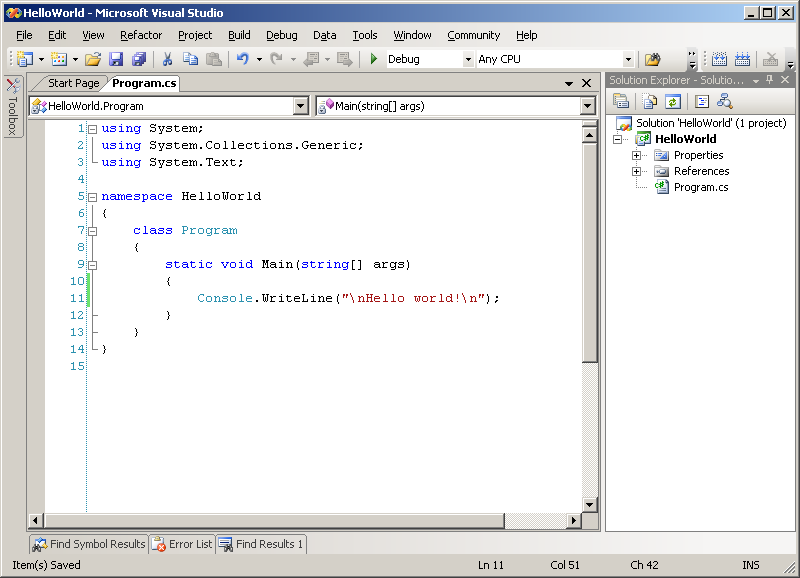 HelloWorld - Microsoft Visual Studio
File Edit View Refactor Project Build Debug Data Tools Window Community Help
Debug Any CPU
Toolbox
Start Page Program.cs
HelloWorld.Program Main(string[] args)
1 using System;
2 using System.Collections.Generic;
3 using System.Text;
4
5 namespace HelloWorld
6 {
7 class Program
8 {
9 static void Main(string[] args)
10 {
11 Console.WriteLine("\nHello world!\n");
12 }
13 }
14 }
15
Solution Explorer - Solutio...
Solution 'HelloWorld' (1 project)
HelloWorld
Properties
References
Program.cs
Find Symbol Results Error List Find Results 1
Item(s) Saved Ln 11 Col 51 Ch 42 INS